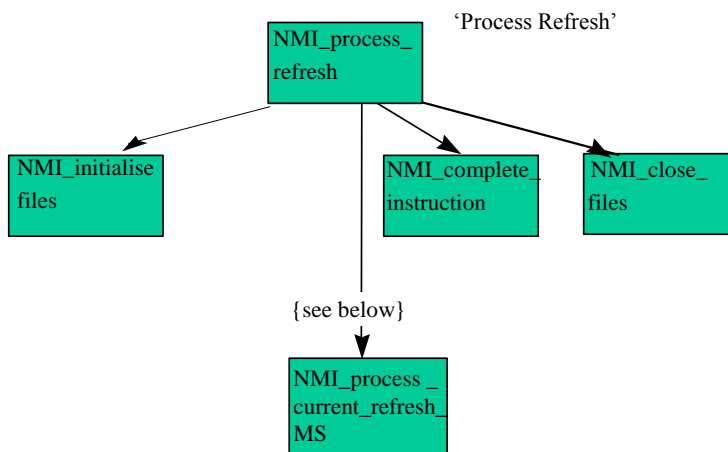 'Process Refresh'
NMI_process_
refresh
NMI_initialise
files
NMI_complete_
instruction
NMI_close_
files
{see below}
NMI_process _
current_refresh_
MS